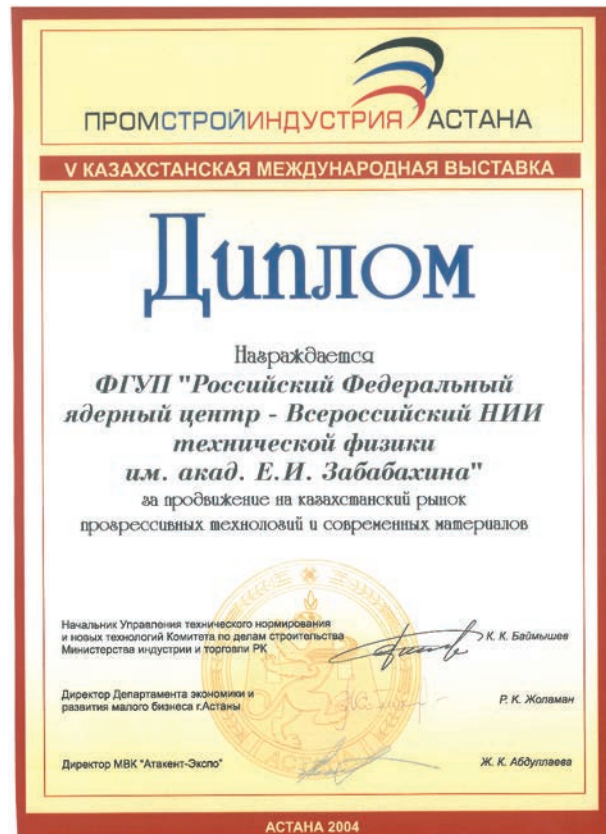 ПРОМСТРОЙИНДУСТРИЯ АСТАНА
V КАЗАХСТАНСКАЯ МЕЖДУНАРОДНАЯ ВЫСТАВКА
Диплом
Награждается
ФГУП "Российский Федеральный
ядерный центр - Всероссийский НИИ
технической физики
им. акад. Е.И. Забабахина"
за продвижение на казахстанский рынок
прогрессивных технологий и современных материалов
Начальник Управления технического нормирования
и новых технологий Комитета по делам строительства
Министерства индустрии и торговли РК
К. К. Баймышев
Директор Департамента экономики и
развития малого бизнеса г.Астаны
Р. К. Жоламан
Директор МВК "Атакент-Экспо"
Ж. К. Абдуллаева
АСТАНА
АСТАНА 2004